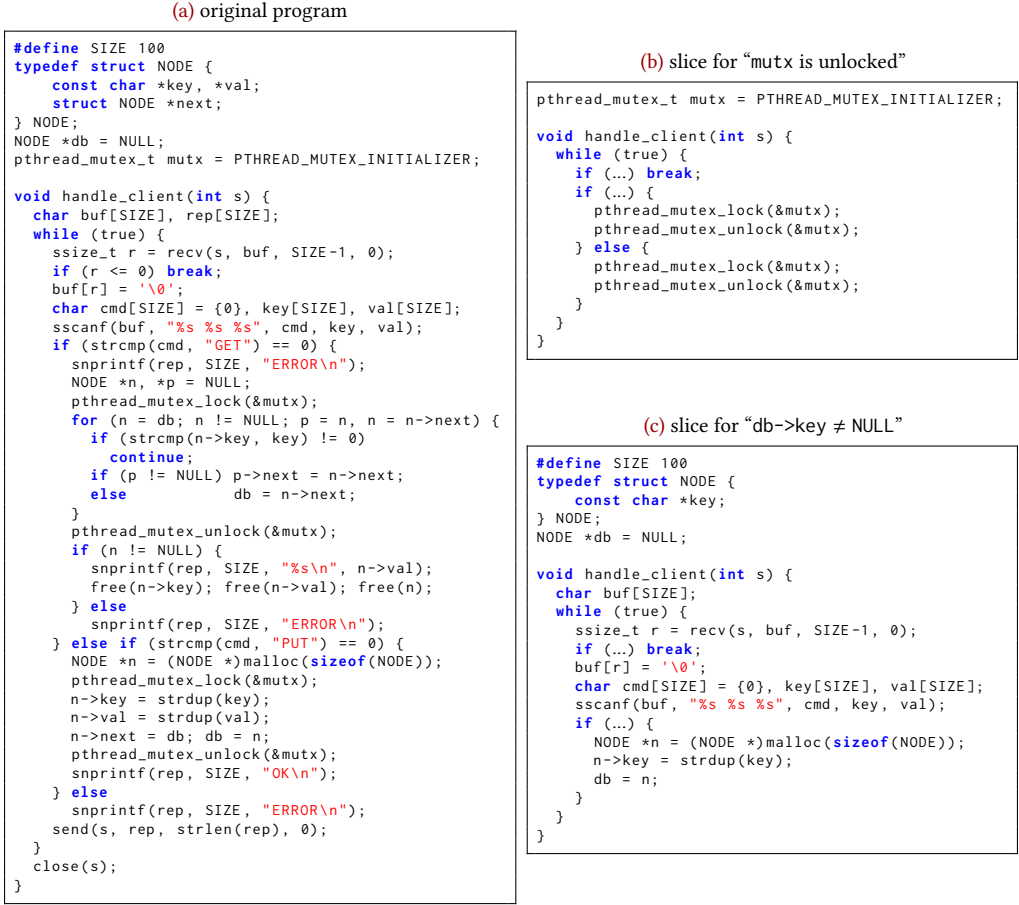 (a) original program
#define SIZE 100
typedef struct NODE {
    const char *key, *val;
    struct NODE *next;
} NODE;
NODE *db = NULL;
pthread_mutex_t mutx = PTHREAD_MUTEX_INITIALIZER;

void handle_client(int s) {
  char buf[SIZE], rep[SIZE];
  while (true) {
    ssize_t r = recv(s, buf, SIZE-1, 0);
    if (r <= 0) break;
    buf[r] = '\0';
    char cmd[SIZE] = {0}, key[SIZE], val[SIZE];
    sscanf(buf, "%s %s %s", cmd, key, val);
    if (strcmp(cmd, "GET") == 0) {
      snprintf(rep, SIZE, "ERROR\n");
      NODE *n, *p = NULL;
      pthread_mutex_lock(&mutx);
      for (n = db; n != NULL; p = n, n = n->next) {
        if (strcmp(n->key, key) != 0)
          continue;
        if (p != NULL) p->next = n->next;
        else           db = n->next;
      }
      pthread_mutex_unlock(&mutx);
      if (n != NULL) {
        snprintf(rep, SIZE, "%s\n", n->val);
        free(n->key); free(n->val); free(n);
      } else
        snprintf(rep, SIZE, "ERROR\n");
    } else if (strcmp(cmd, "PUT") == 0) {
      NODE *n = (NODE *)malloc(sizeof(NODE));
      pthread_mutex_lock(&mutx);
      n->key = strdup(key);
      n->val = strdup(val);
      n->next = db; db = n;
      pthread_mutex_unlock(&mutx);
      snprintf(rep, SIZE, "OK\n");
    } else
      snprintf(rep, SIZE, "ERROR\n");
    send(s, rep, strlen(rep), 0);
  }
  close(s);
}
(b) slice for “mutx is unlocked”
pthread_mutex_t mutx = PTHREAD_MUTEX_INITIALIZER;

void handle_client(int s) {
  while (true) {
    if (…) break;
    if (…) {
      pthread_mutex_lock(&mutx);
      pthread_mutex_unlock(&mutx);
    } else {
      pthread_mutex_lock(&mutx);
      pthread_mutex_unlock(&mutx);
    }
  }
}
(c) slice for “db->key ≠ NULL”
#define SIZE 100
typedef struct NODE {
    const char *key;
} NODE;
NODE *db = NULL;

void handle_client(int s) {
  char buf[SIZE];
  while (true) {
    ssize_t r = recv(s, buf, SIZE-1, 0);
    if (…) break;
    buf[r] = '\0';
    char cmd[SIZE] = {0}, key[SIZE], val[SIZE];
    sscanf(buf, "%s %s %s", cmd, key, val);
    if (…) {
      NODE *n = (NODE *)malloc(sizeof(NODE));
      n->key = strdup(key);
      db = n;
    }
  }
}